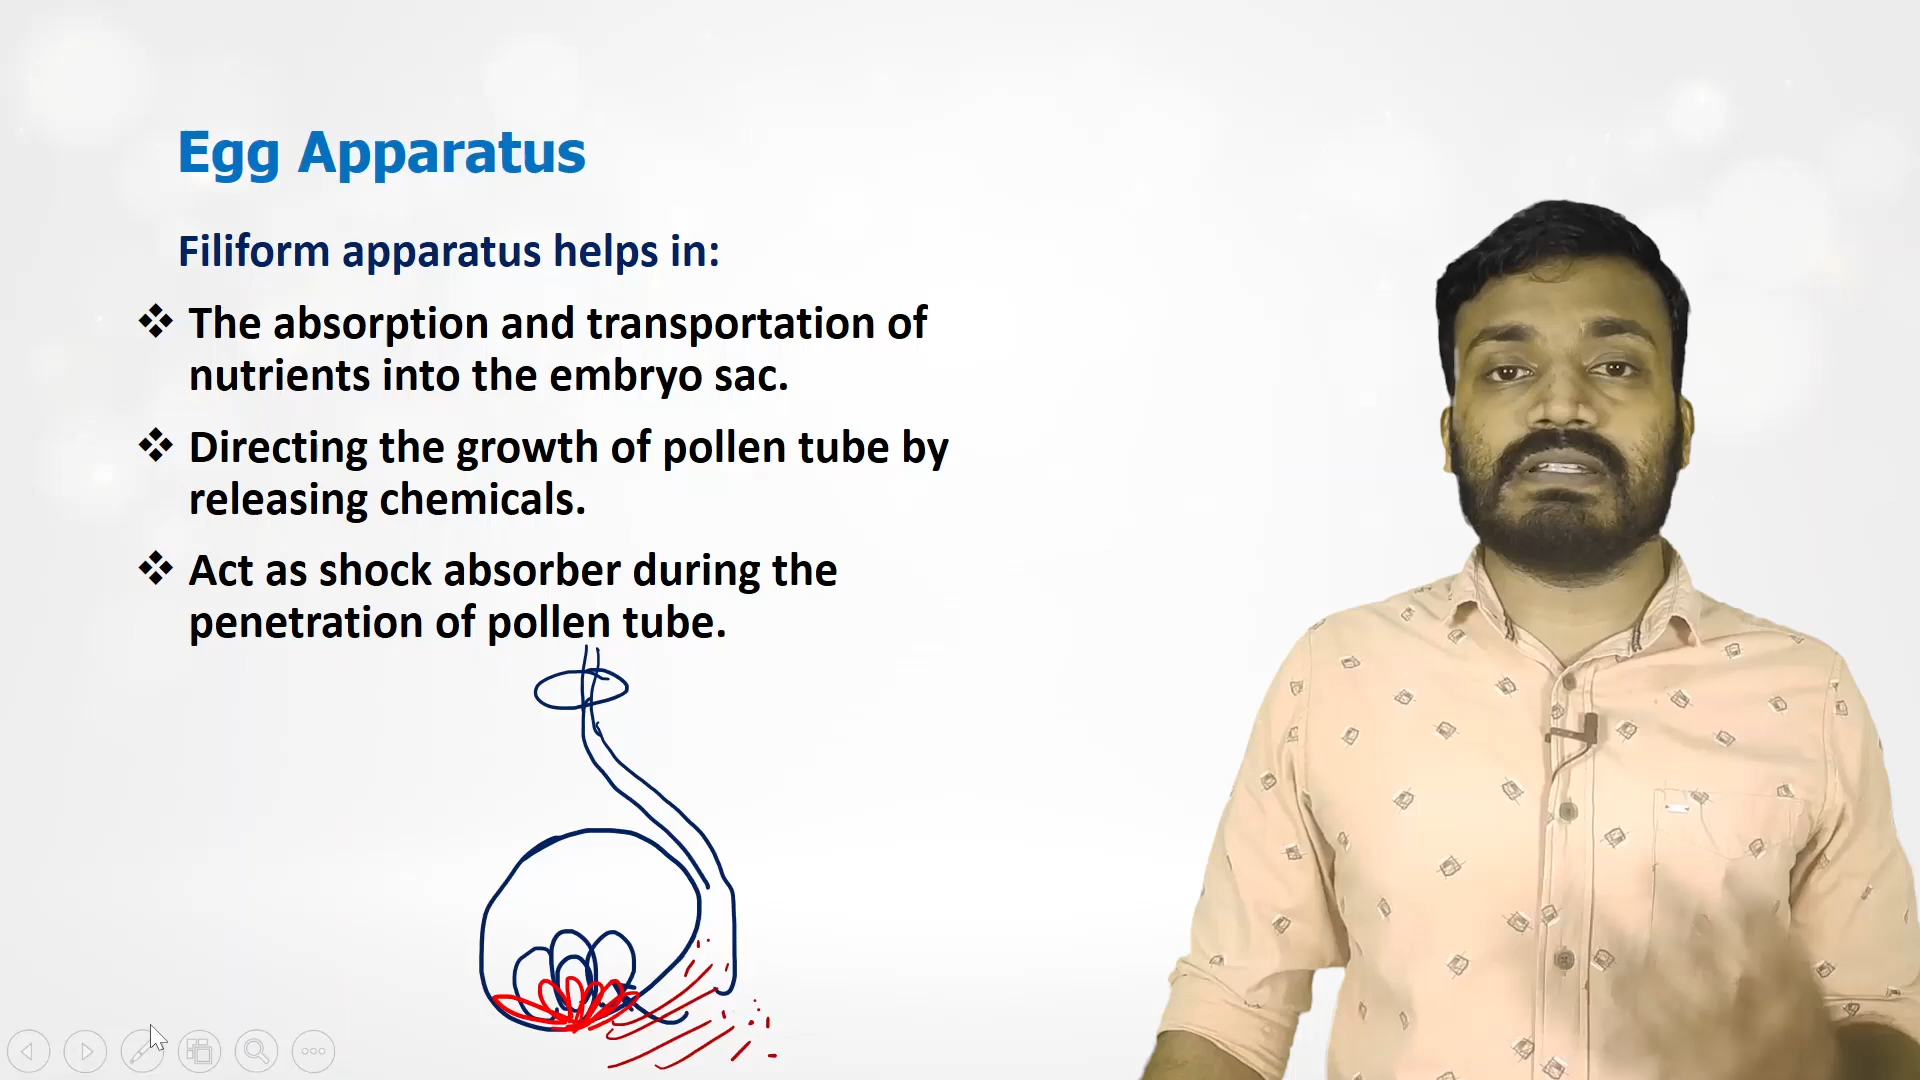 Egg Apparatus
Filiform apparatus helps in:
❖ The absorption and transportation of
nutrients into the embryo sac.
❖ Directing the growth of pollen tube by
releasing chemicals.
❖ Act as shock absorber during the
penetration of pollen tube.